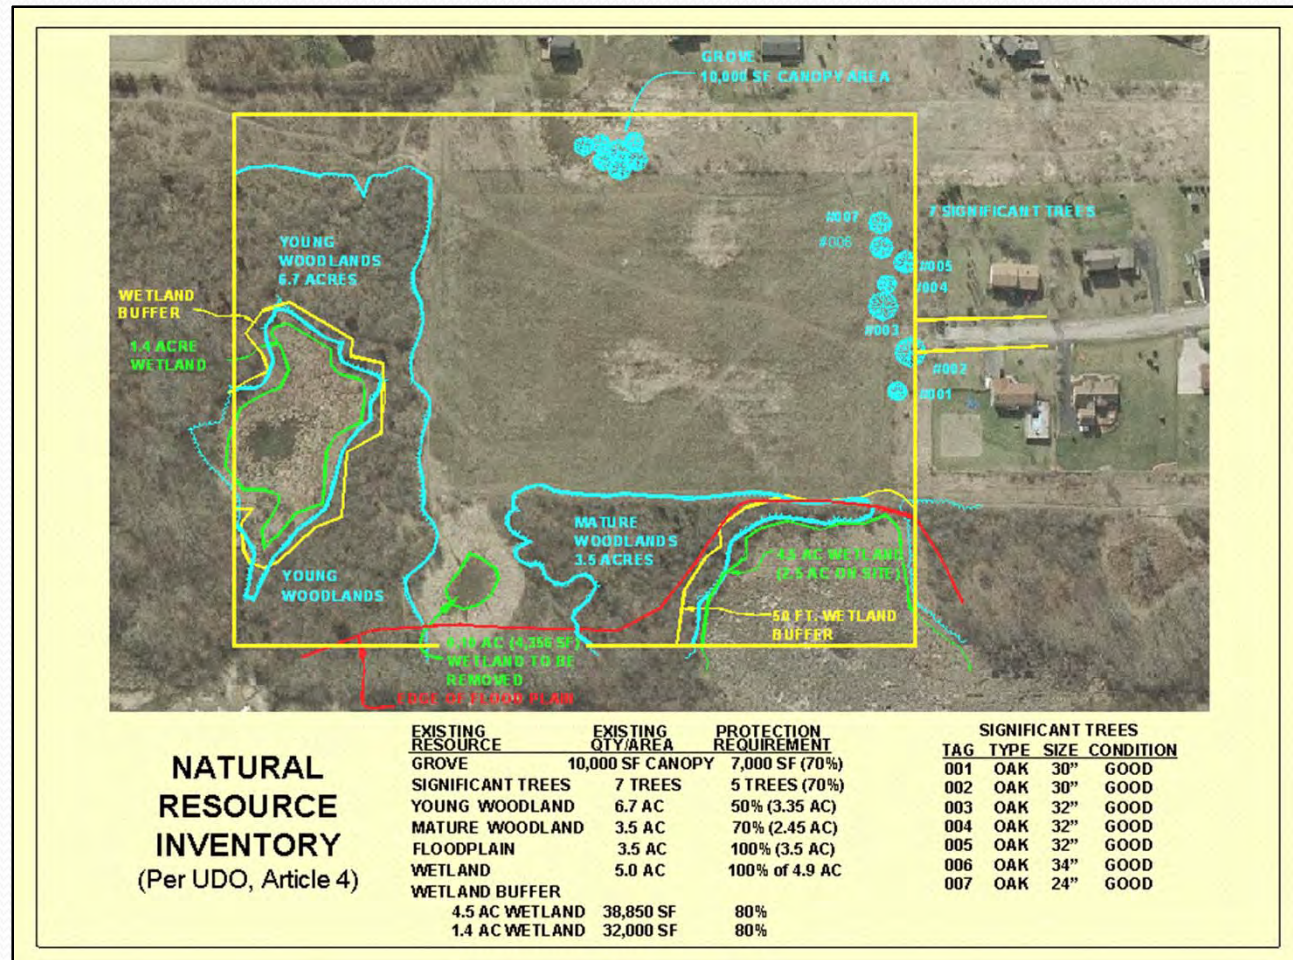 GROVE
10,000 SF CANOPY AREA
#007
7 SIGNIFICANT TREES
#006
#005
#004
#003
#002
#001
YOUNG
WOODLANDS
6.7 ACRES
WETLAND
BUFFER
1.4 ACRE
WETLAND
MATURE
WOODLANDS
3.5 ACRES
4.5 AC WETLAND
(2.5 AC ON SITE)
YOUNG
WOODLANDS
50 FT. WETLAND
BUFFER
0.10 AC (4,356 SF)
WETLAND TO BE
REMOVED
EDGE OF FLOOD PLAIN
NATURAL
RESOURCE
INVENTORY
(Per UDO, Article 4)
EXISTING RESOURCE EXISTING QTY/AREA PROTECTION REQUIREMENT
GROVE 10,000 SF CANOPY 7,000 SF (70%)
SIGNIFICANT TREES 7 TREES 5 TREES (70%)
YOUNG WOODLAND 6.7 AC 50% (3.35 AC)
MATURE WOODLAND 3.5 AC 70% (2.45 AC)
FLOODPLAIN 3.5 AC 100% (3.5 AC)
WETLAND 5.0 AC 100% of 4.9 AC
WETLAND BUFFER
4.5 AC WETLAND 38,850 SF 80%
1.4 AC WETLAND 32,000 SF 80%
SIGNIFICANT TREES
TAG TYPE SIZE CONDITION
001 OAK 30" GOOD
002 OAK 30" GOOD
003 OAK 32" GOOD
004 OAK 32" GOOD
005 OAK 32" GOOD
006 OAK 34" GOOD
007 OAK 24" GOOD